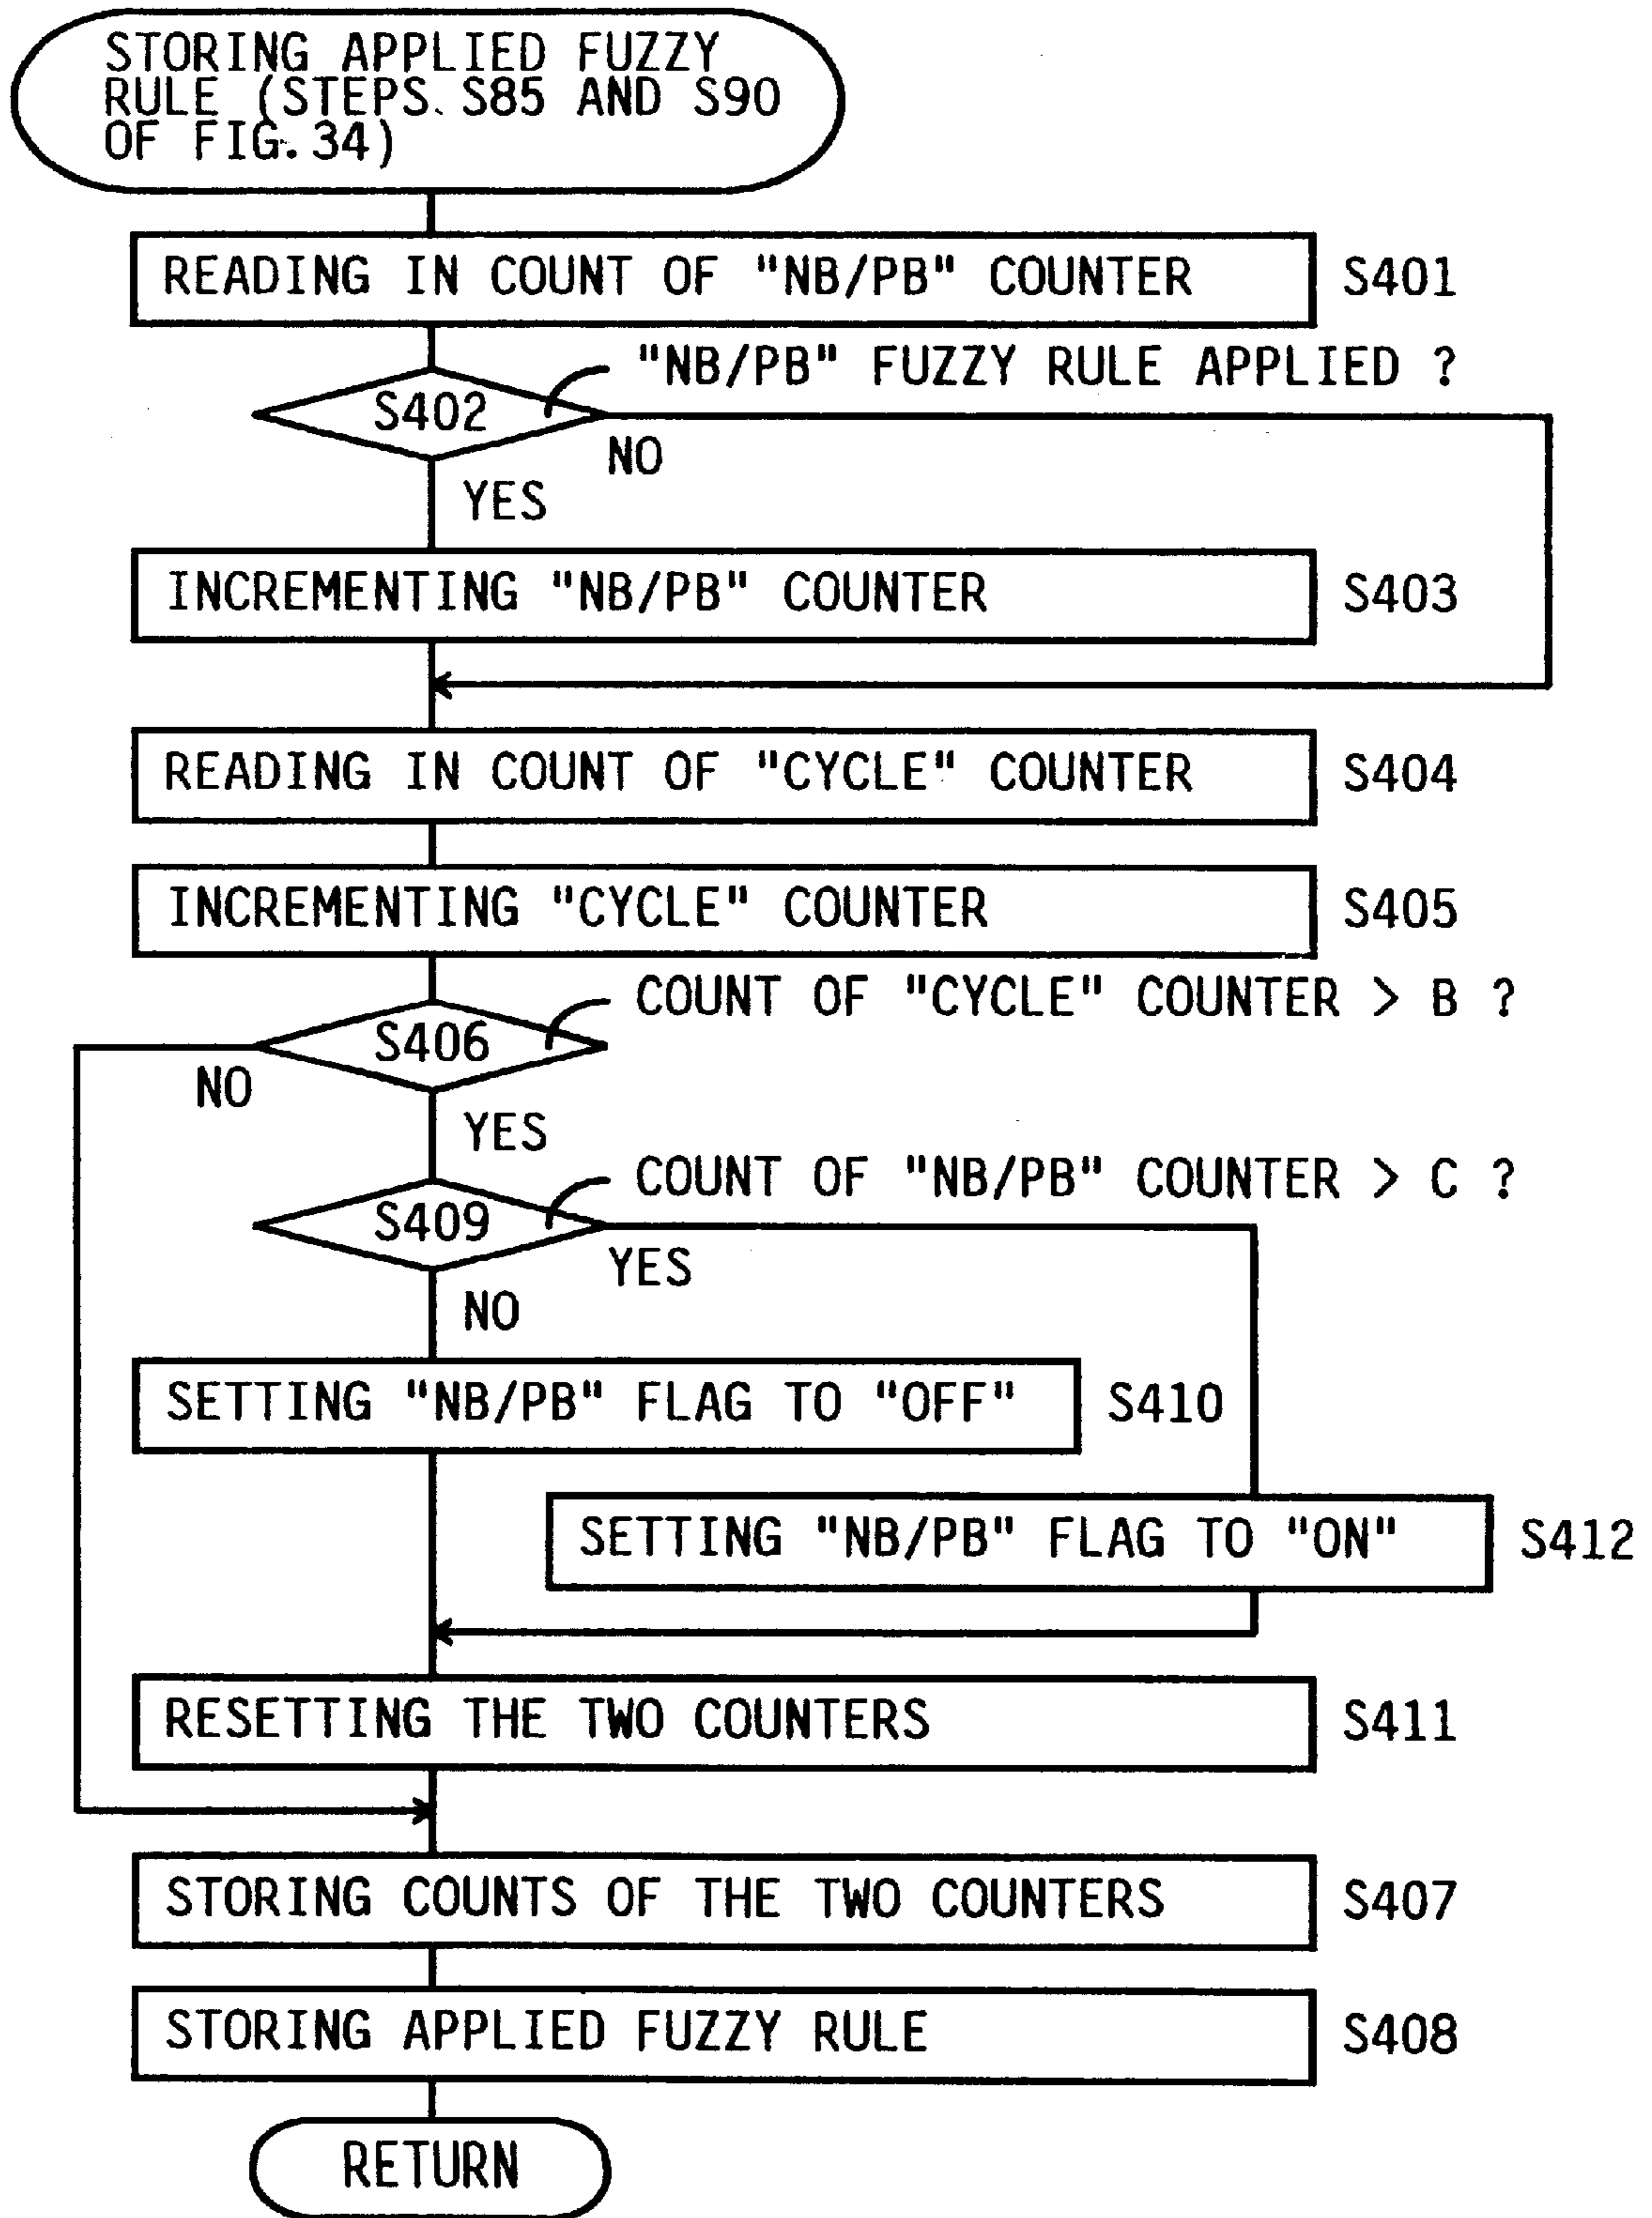 STORING APPLIED FUZZY
RULE (STEPS S85 AND S90
OF FIG.34)
READING IN COUNT OF "NB/PB" COUNTER
S401
"NB/PB" FUZZY RULE APPLIED ?
S402
NO
YES
INCREMENTING "NB/PB" COUNTER
S403
READING IN COUNT OF "CYCLE" COUNTER
S404
INCREMENTING "CYCLE" COUNTER
S405
COUNT OF "CYCLE" COUNTER > B ?
S406
NO
YES
COUNT OF "NB/PB" COUNTER > C ?
S409
YES
NO
SETTING "NB/PB" FLAG TO "OFF"
S410
SETTING "NB/PB" FLAG TO "ON"
S412
RESETTING THE TWO COUNTERS
S411
STORING COUNTS OF THE TWO COUNTERS
S407
STORING APPLIED FUZZY RULE
S408
RETURN